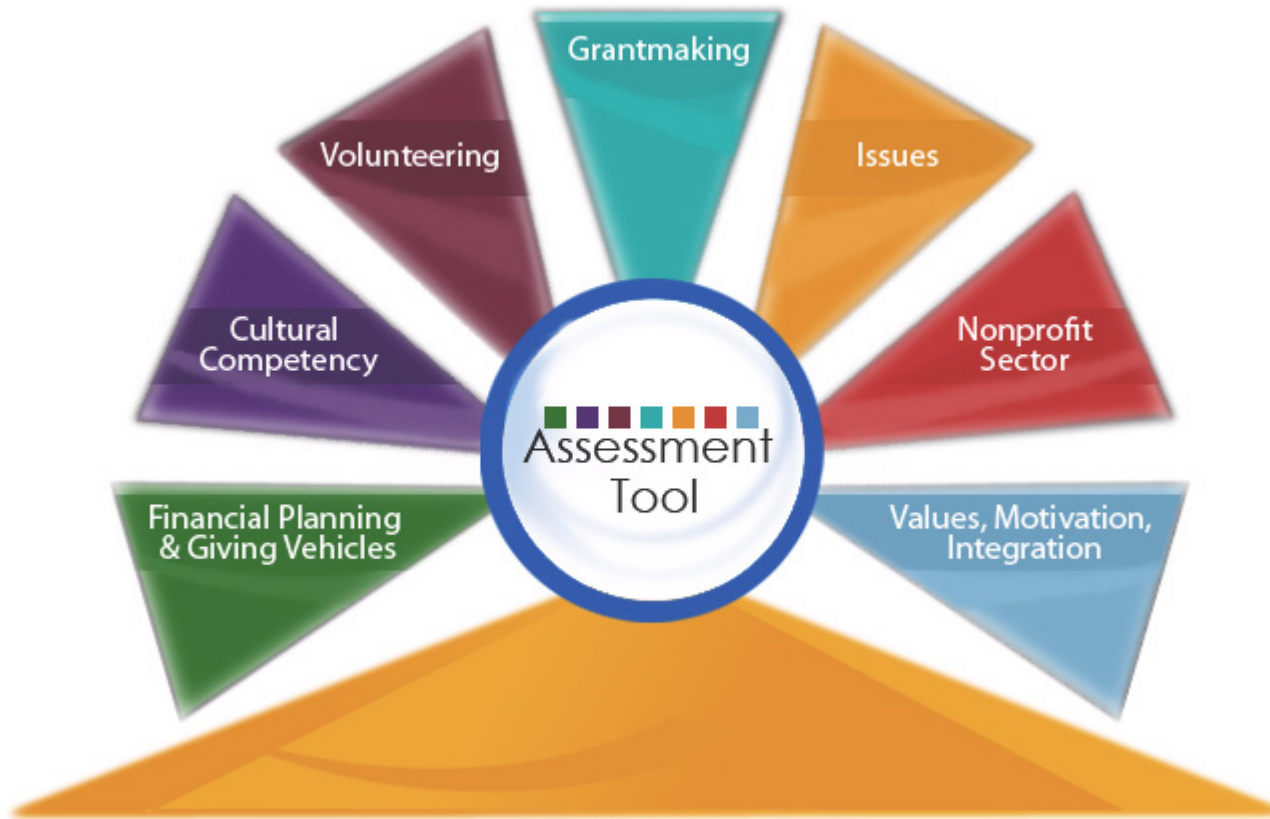 Grantmaking
Volunteering
Issues
Cultural
Competency
Nonprofit
Sector
Assessment
Tool
Financial Planning
& Giving Vehicles
Values, Motivation,
Integration